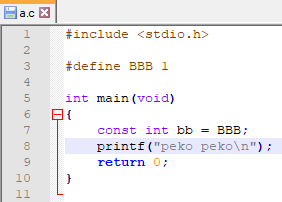 a.c
1 #include <stdio.h>
2
3 #define BBB 1
4
5 int main(void)
6 {
7     const int bb = BBB;
8     printf("peko peko\n");
9     return 0;
10 }
11